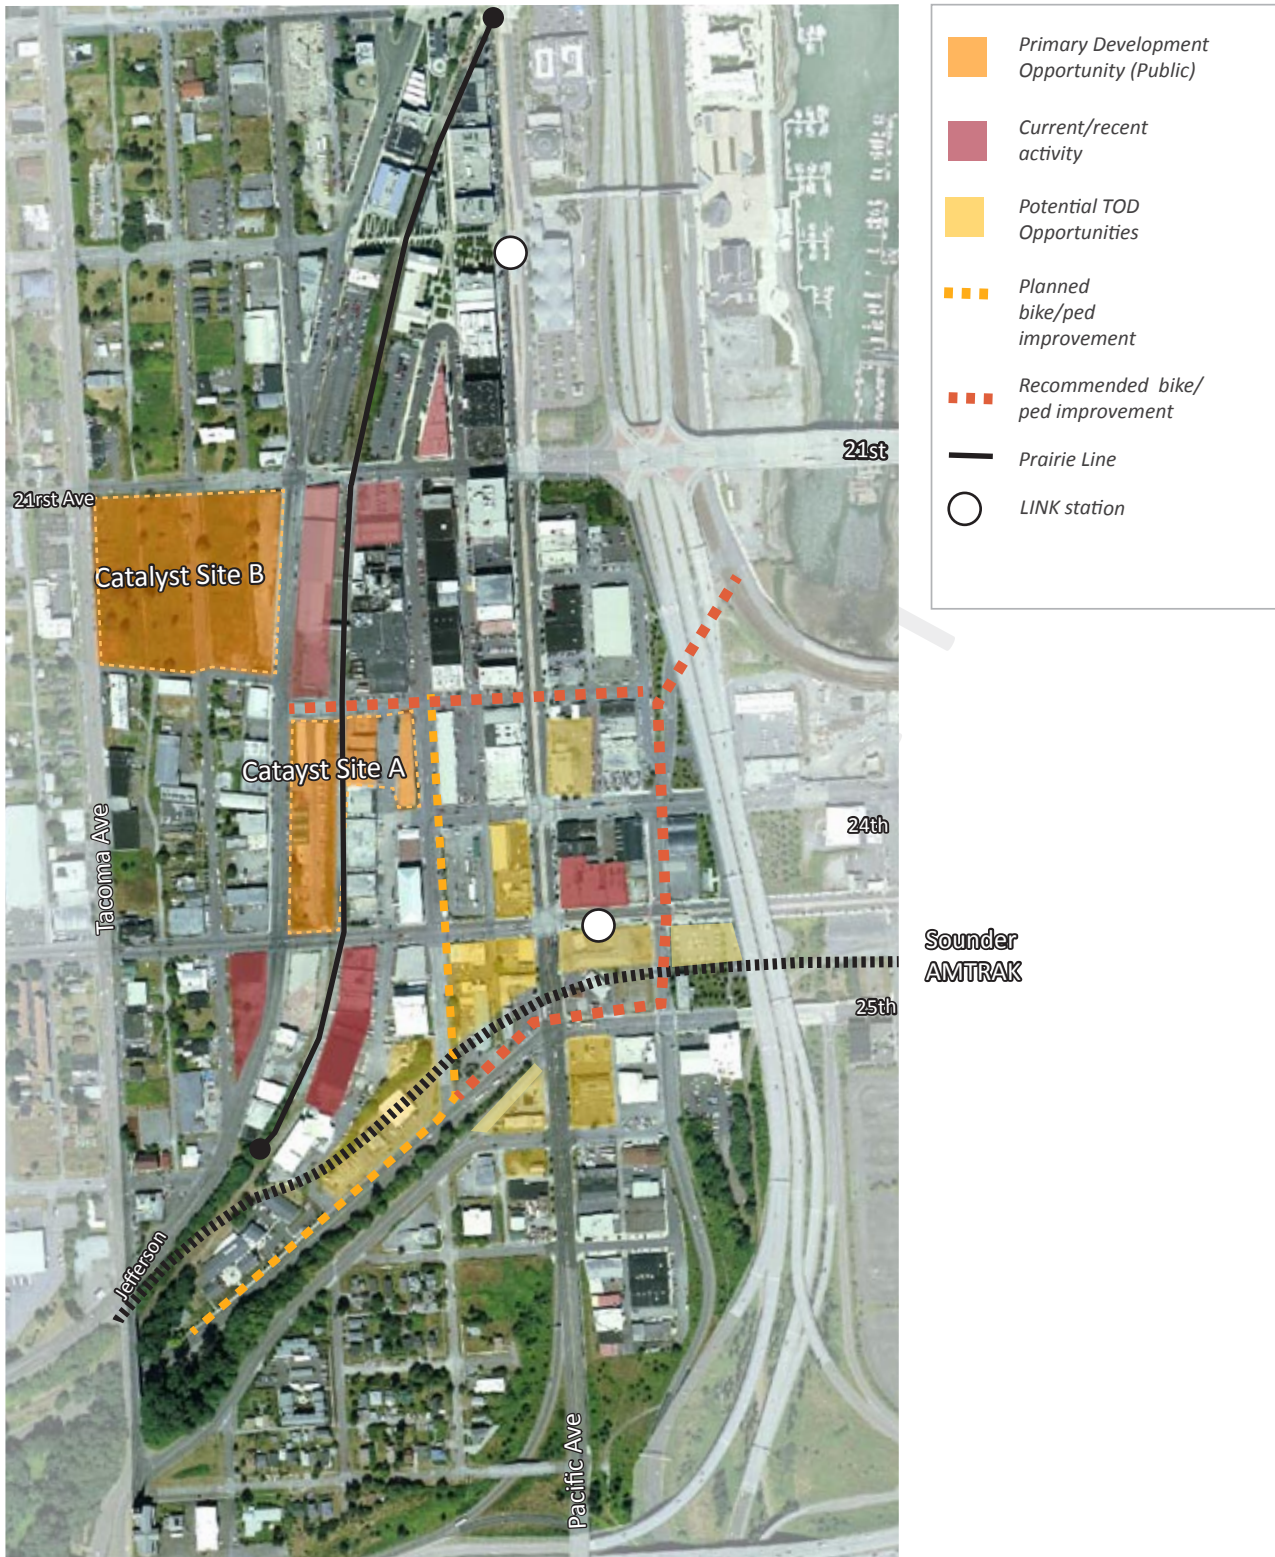 Primary Development
Opportunity (Public)
Current/recent
activity
Potential TOD
Opportunities
Planned
bike/ped
improvement
Recommended bike/
ped improvement
Prairie Line
LINK station
21st
21rst Ave
Catalyst Site B
Catayst Site A
24th
Tacoma Ave
Sounder
AMTRAK
25th
Jefferson
Pacific Ave